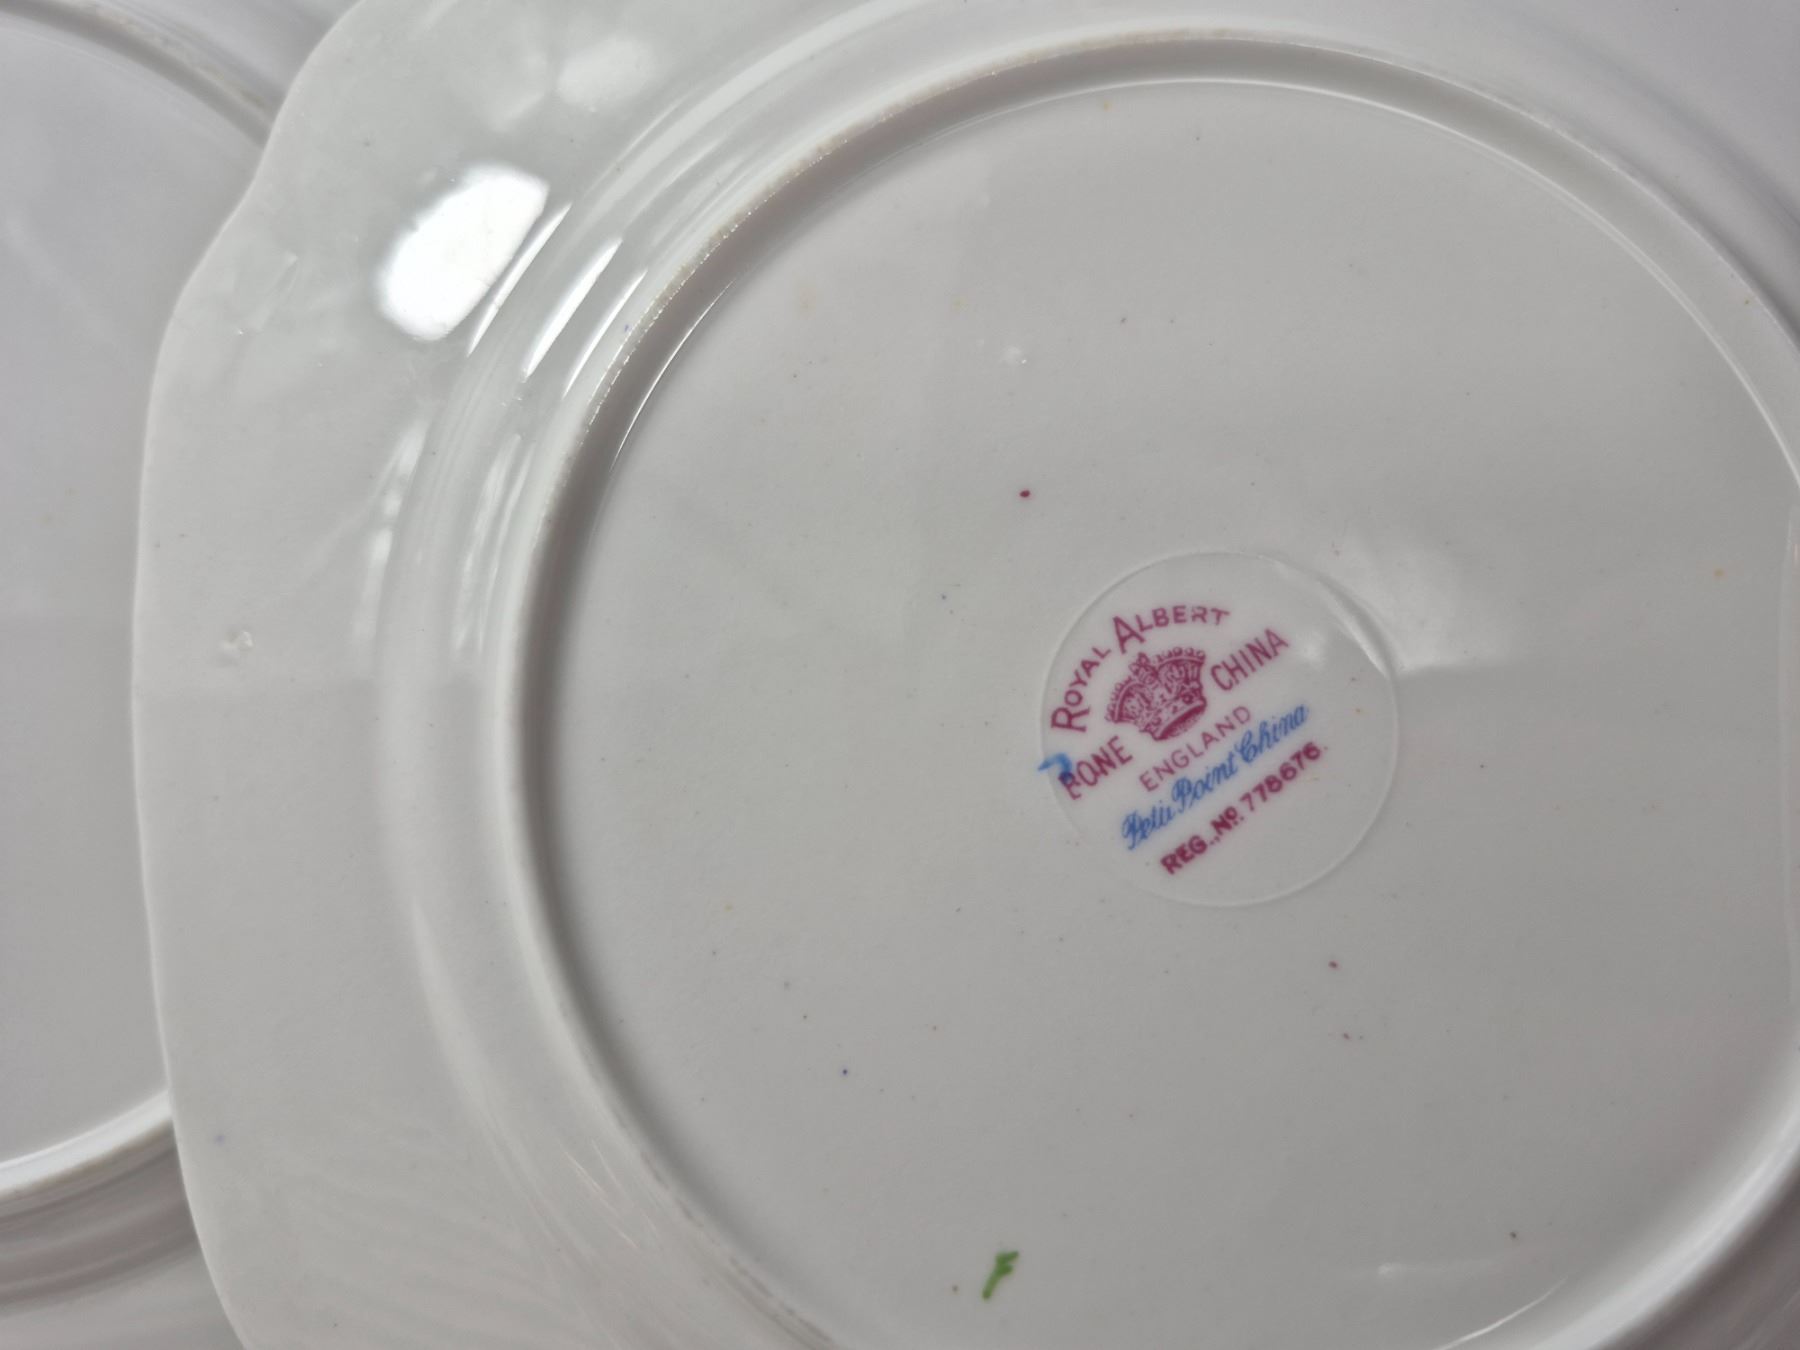 ROYAL ALBERT
BONE CHINA
ENGLAND
Petit Point China
REG. No. 778676.